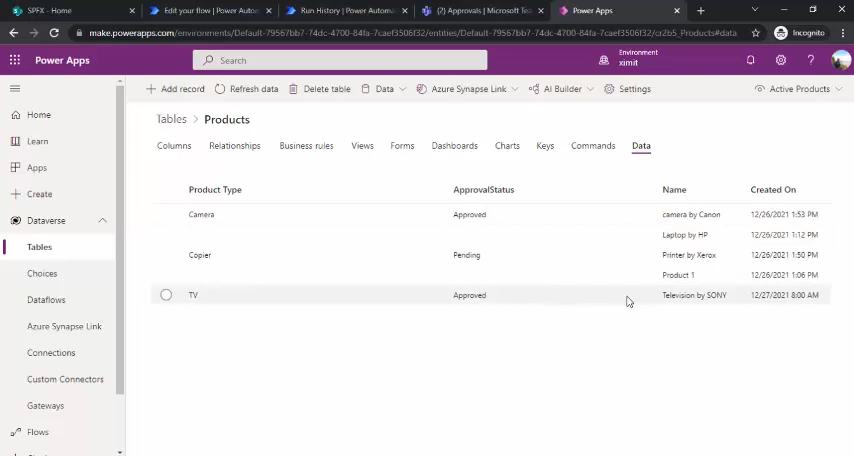 SPFX - Home
Edit your flow | Power Automat
Run History | Power Automate
(2) Approvals | Microsoft Tea
Power Apps
make.powerapps.com/environments/Default-79567bb7-74dc-4700-84fa-7caef3506f32/entities/Default-79567bb7-74dc-4700-84fa-7caef3506f32/cr2b5_Products#data
Incognito
Power Apps
Search
Environment
ximit
Add record
Refresh data
Delete table
Data
Azure Synapse Link
AI Builder
Settings
Active Products
Home
Learn
Apps
Create
Dataverse
Tables
Choices
Dataflows
Azure Synapse Link
Connections
Custom Connectors
Gateways
Flows
Tables > Products
Columns Relationships Business rules Views Forms Dashboards Charts Keys Commands Data
Product Type ApprovalStatus Name Created On
Camera Approved camera by Canon 12/26/2021 1:53 PM
Laptop by HP 12/26/2021 1:12 PM
Copier Pending Printer by Xerox 12/26/2021 1:50 PM
Product 1 12/26/2021 1:06 PM
TV Approved Television by SONY 12/27/2021 8:00 AM